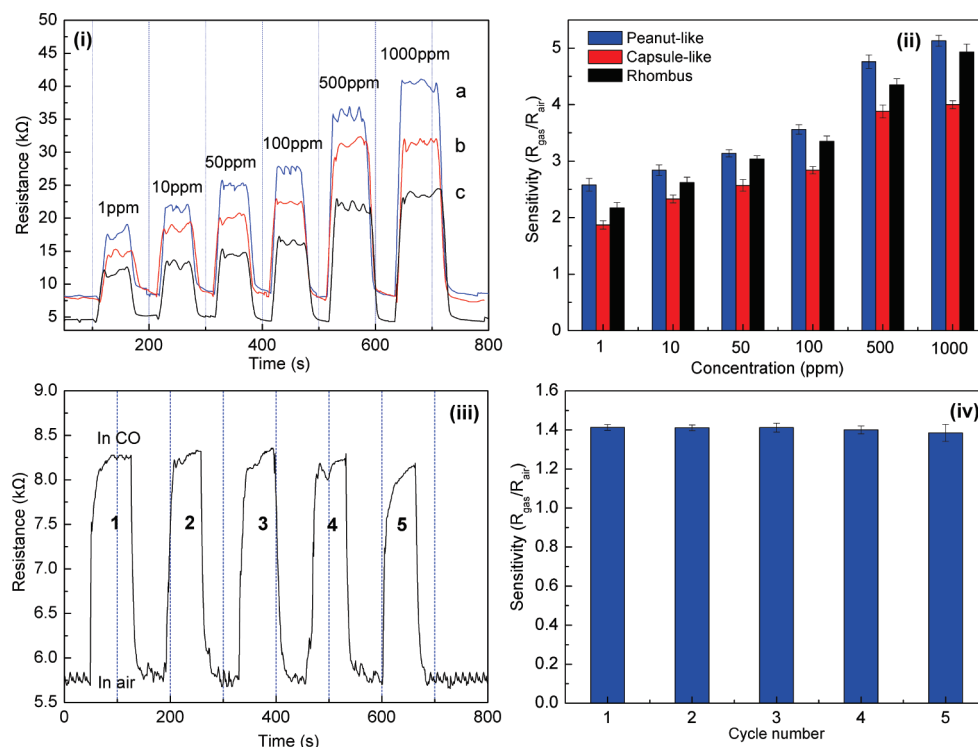 (i)
50
45
40
35
30
25
20
15
10
5
Resistance (kΩ)
1ppm
10ppm
50ppm
100ppm
500ppm
1000ppm
a
b
c
200
400
600
800
Time (s)
(ii)
Peanut-like
Capsule-like
Rhombus
5
4
3
2
1
0
Sensitivity (Rgas/Rair)
1
10
50
100
500
1000
Concentration (ppm)
(iii)
9.0
8.5
8.0
7.5
7.0
6.5
6.0
5.5
Resistance (kΩ)
In CO
1
2
3
4
5
In air
0
200
400
600
800
Time (s)
(iv)
1.6
1.4
1.2
1.0
0.8
0.6
0.4
0.2
0.0
Sensitivity (Rgas/Rair)
1
2
3
4
5
Cycle number